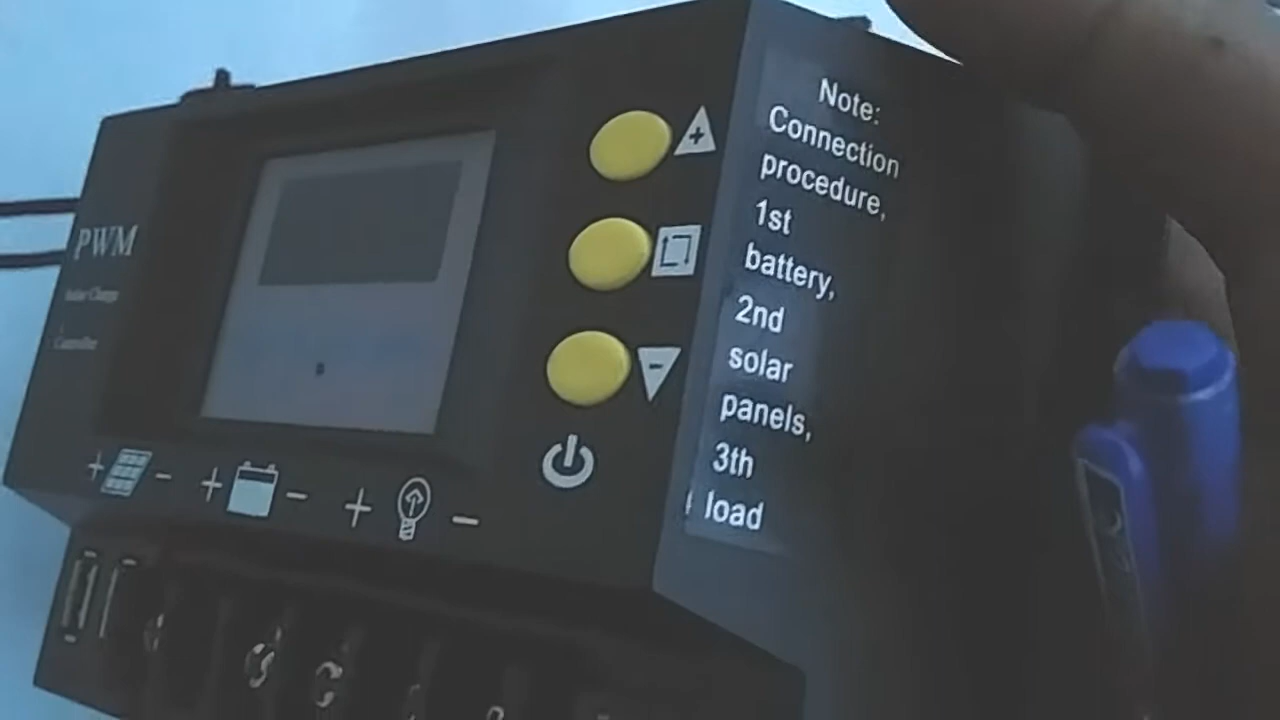 PWM
Solar Charge
Controller
Note:
Connection
procedure,
1st
battery,
2nd
solar
panels,
3th
load